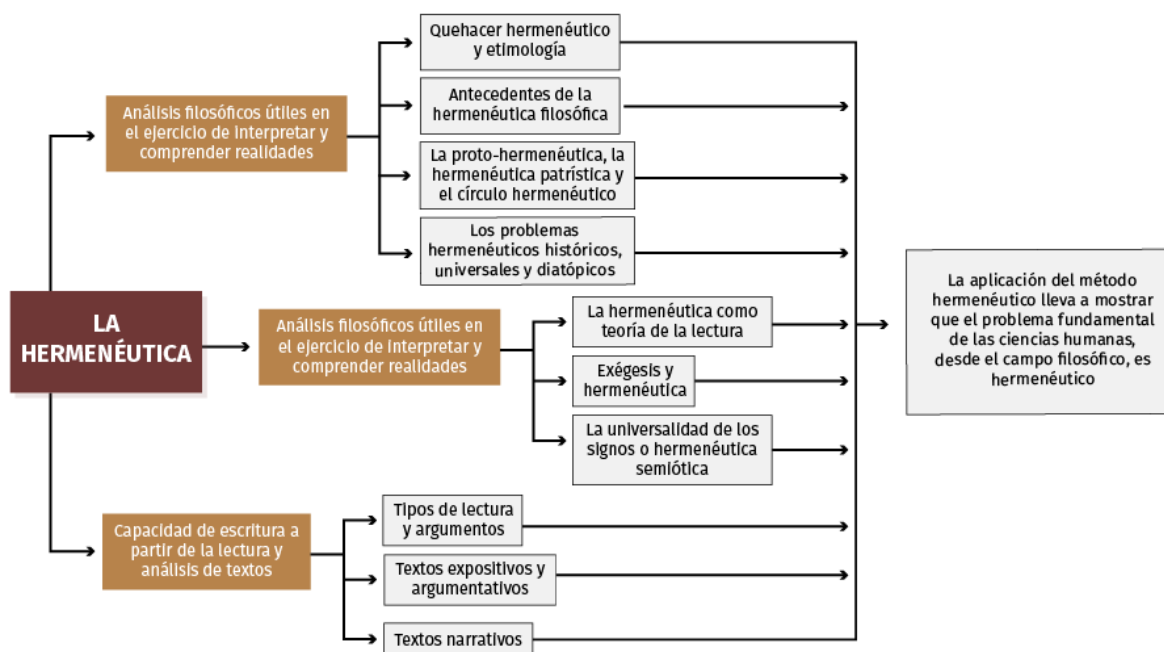 LA
HERMENÉUTICA
Análisis filosóficos útiles en
el ejercicio de interpretar y
comprender realidades
Quehacer hermenéutico
y etimología
Antecedentes de la
hermenéutica filosófica
La proto-hermenéutica, la
hermenéutica patrística y
el círculo hermenéutico
Los problemas
hermenéuticos históricos,
universales y diatópicos
Análisis filosóficos útiles en
el ejercicio de interpretar y
comprender realidades
La hermenéutica como
teoría de la lectura
Exégesis y
hermenéutica
La universalidad de los
signos o hermenéutica
semiótica
Capacidad de escritura a
partir de la lectura y
análisis de textos
Tipos de lectura
y argumentos
Textos expositivos y
argumentativos
Textos narrativos
La aplicación del método
hermenéutico lleva a mostrar
que el problema fundamental
de las ciencias humanas,
desde el campo filosófico, es
hermenéutico